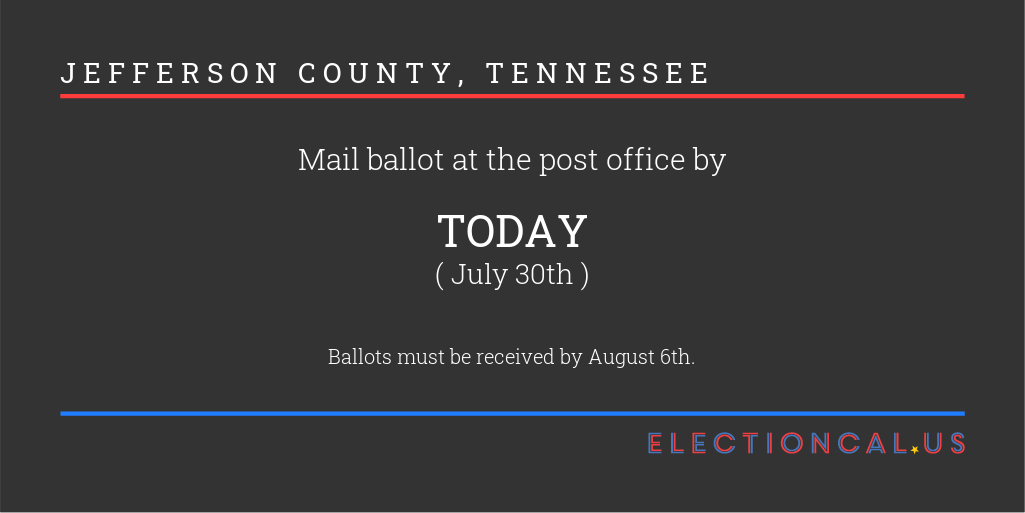 JEFFERSON COUNTY, TENNESSEE
Mail ballot at the post office by
TODAY
( July 30th )
Ballots must be received by August 6th.
ELECTIONCAL.US